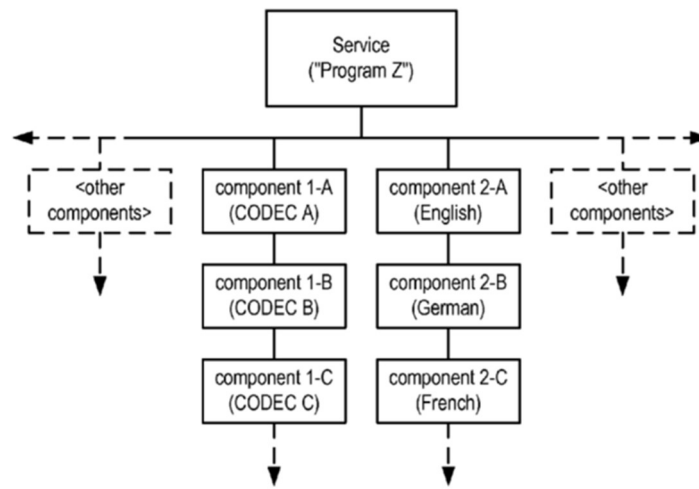 Service
("Program Z")
<other
components>
component 1-A
(CODEC A)
component 2-A
(English)
<other
components>
component 1-B
(CODEC B)
component 2-B
(German)
component 1-C
(CODEC C)
component 2-C
(French)